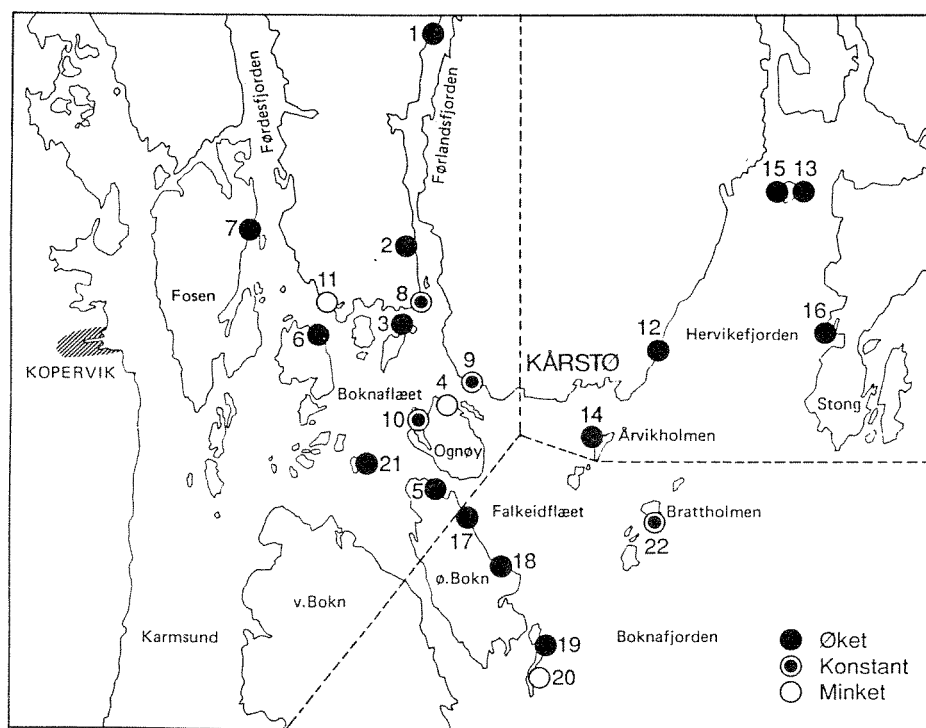 1
Førdesfjorden
Førlandsfjorden
15 13
7
2
11
8
Fosen
3
6
12
Hervikefjorden
16
KOPERVIK
9
KÅRSTØ
4
Boknaflæet
Stong
10
14
Årvikholmen
Ognøy
21
5
Falkeidflæet
Brattholmen
17
22
18
ø.Bokn
v.Bokn
Karmsund
Boknafjorden
19
20
Øket
Konstant
Minket